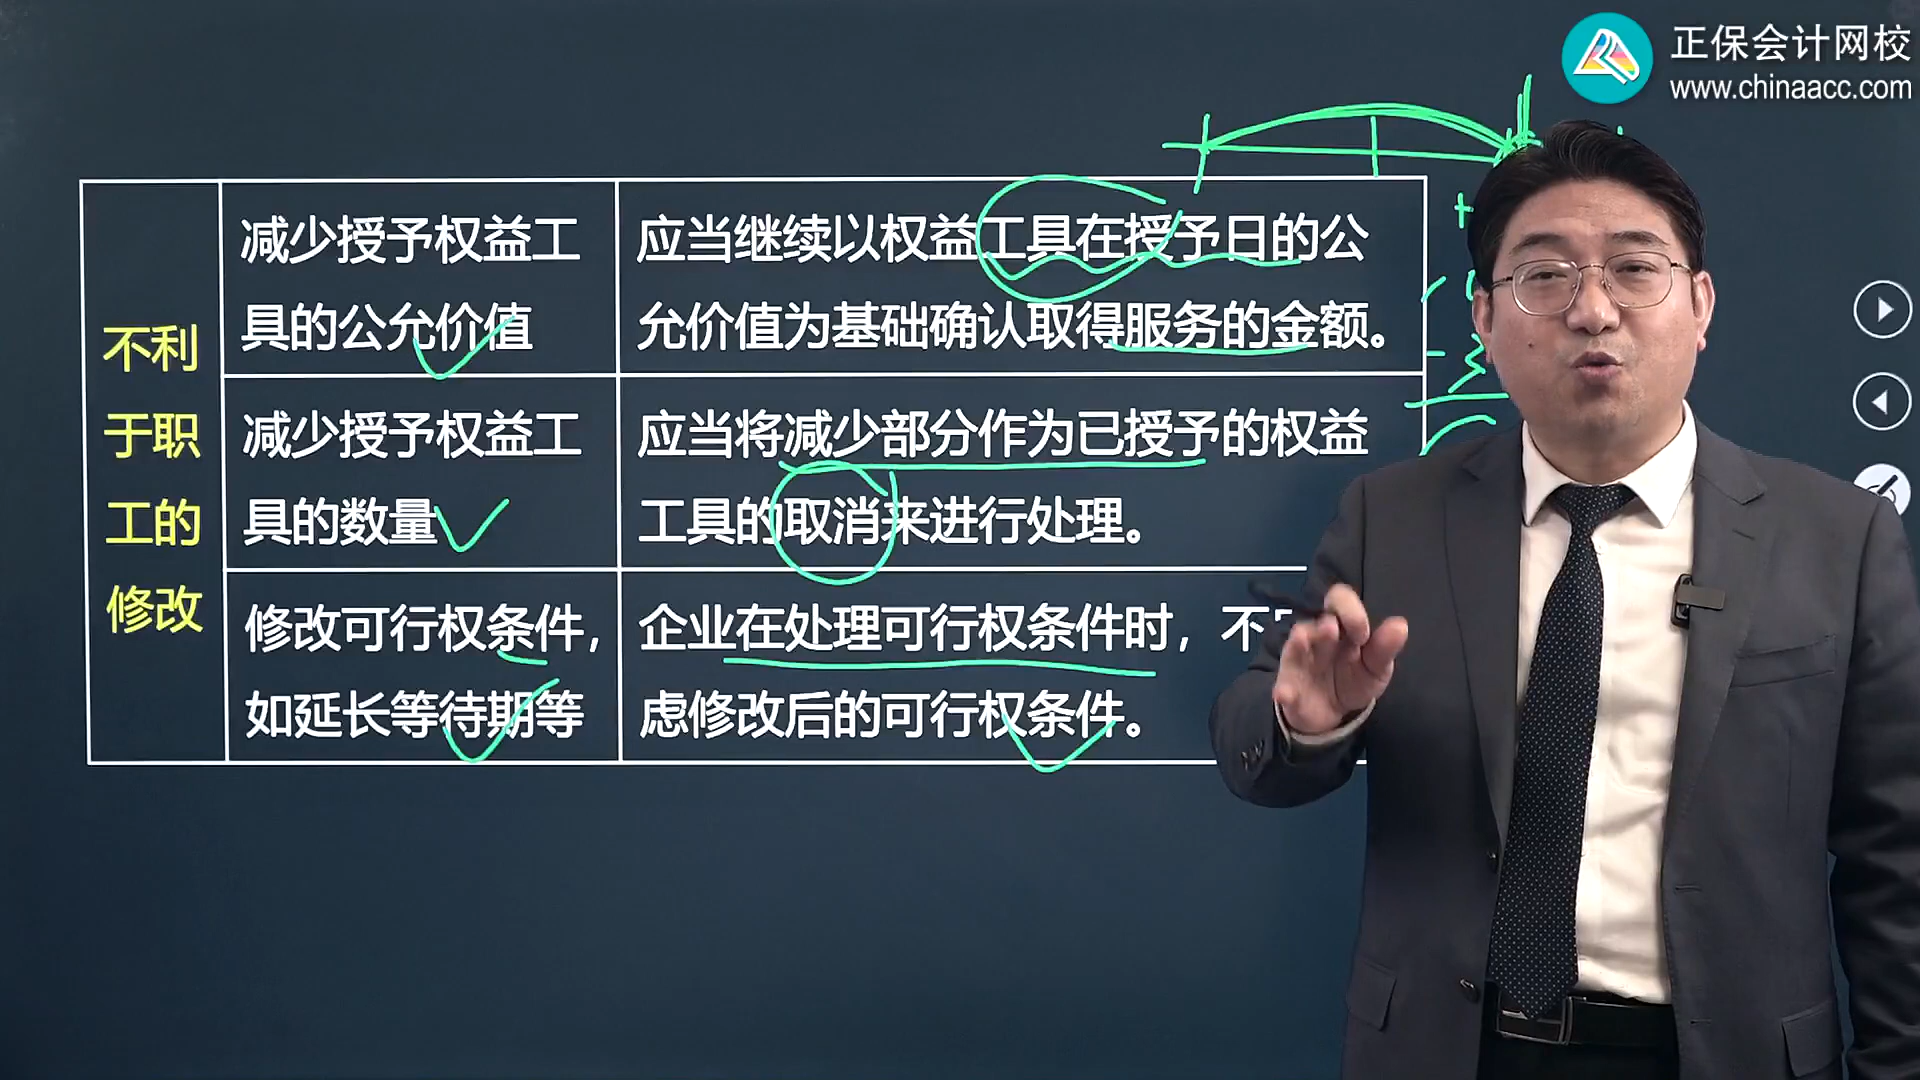 正保会计网校
www.chinaacc.com
不利
于职
工的
修改
减少授予权益工
具的公允价值
应当继续以权益工具在授予日的公
允价值为基础确认取得服务的金额。
减少授予权益工
具的数量
应当将减少部分作为已授予的权益
工具的取消来进行处理。
修改可行权条件，
如延长等待期等
企业在处理可行权条件时，不
虑修改后的可行权条件。